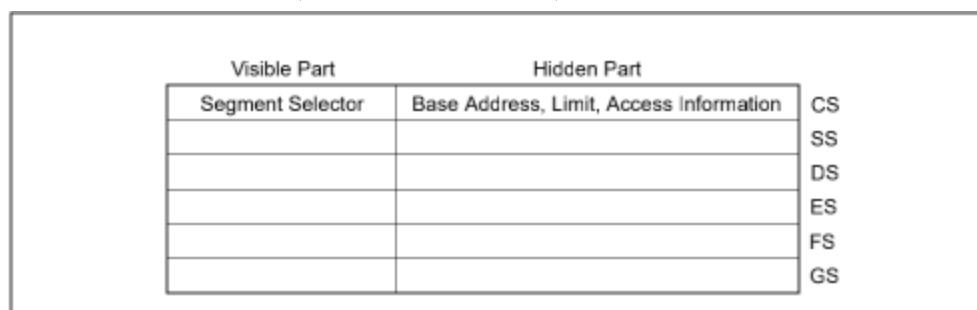 Visible Part Hidden Part
Segment Selector Base Address, Limit, Access Information CS
SS
DS
ES
FS
GS